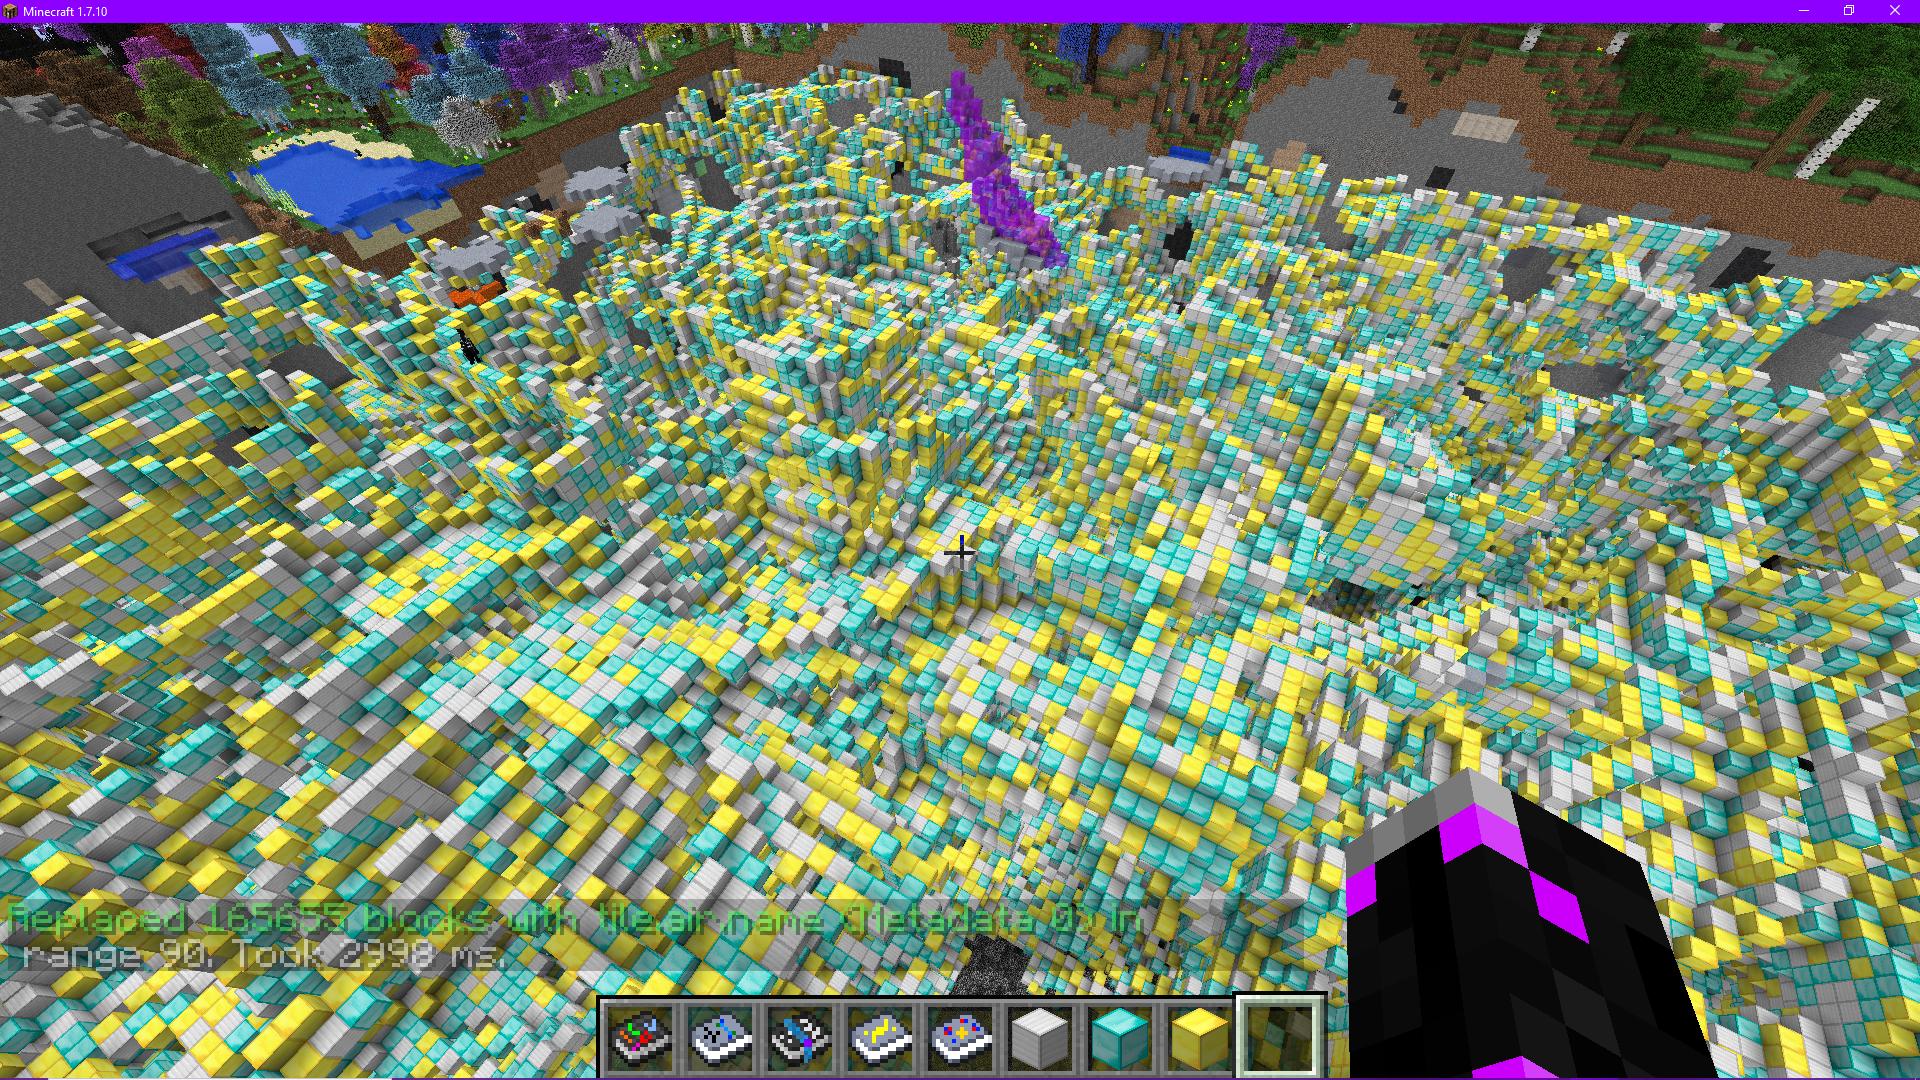 Minecraft 1.7.10
Replaced 165655 blocks with tile.air.name (Metadata 0) in
range 90. Took 2998 ms.